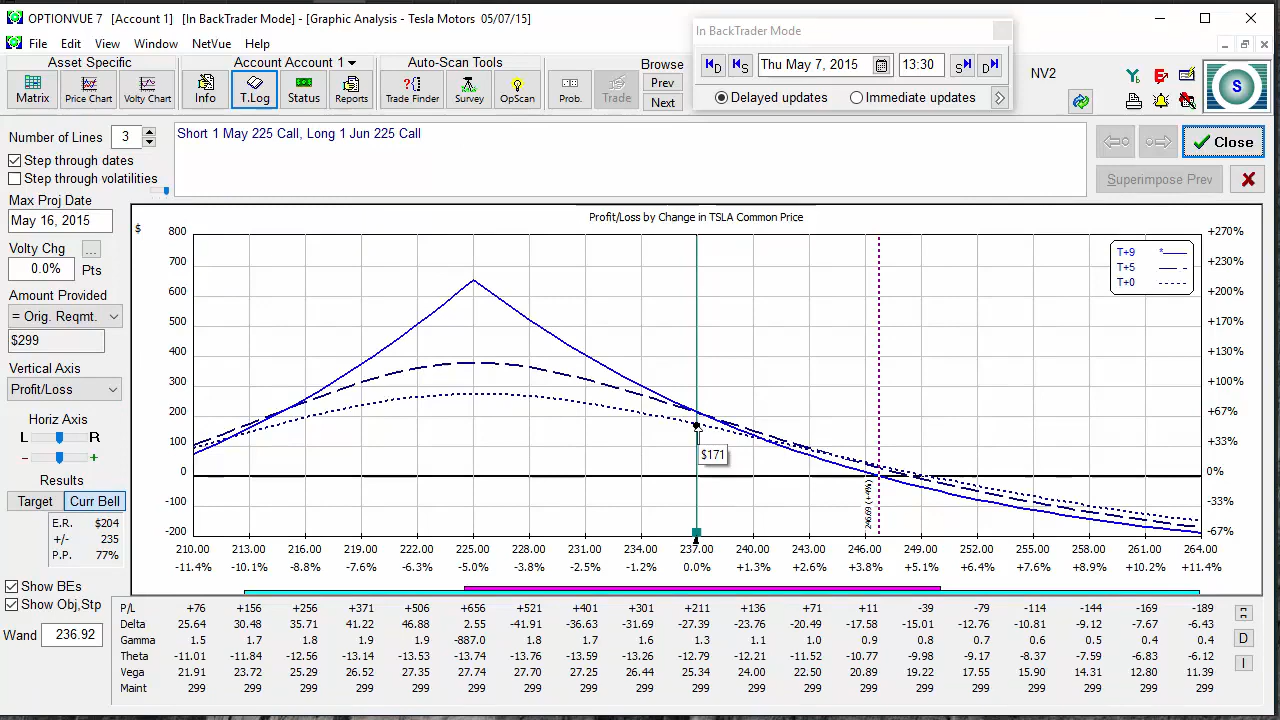 OPTIONVUE 7 [Account 1] [In BackTrader Mode] - [Graphic Analysis - Tesla Motors 05/07/15]
File Edit View Window NetVue Help
In BackTrader Mode
Thu May 7, 2015 13:30
Delayed updates Immediate updates
D S S D
NV2
Asset Specific Account Account 1 Auto-Scan Tools Browse
Matrix Price Chart Volty Chart Info T.Log Status Reports Trade Finder Survey OpScan Prob. Trade Prev
Next
S
Number of Lines 3
Step through dates
Step through volatilities
Short 1 May 225 Call, Long 1 Jun 225 Call
Close
Superimpose Prev
Max Proj Date
May 16, 2015
Volty Chg ...
0.0% Pts
Amount Provided
= Orig. Reqmt.
$299
Vertical Axis
Profit/Loss
Horiz Axis
L R
- +
Results
Target Curr Bell
E.R. $204
+/- 235
P.P. 77%
Show BEs
Show Obj,Stp
Wand 236.92
Profit/Loss by Change in TSLA Common Price
$
800 +270%
700 +230%
600 +200%
500 +170%
400 +130%
300 +100%
200 +67%
100 +33%
0 0%
-100 -33%
-200 -67%
T+9 *
T+5
T+0
$171
210.00 213.00 216.00 219.00 222.00 225.00 228.00 231.00 234.00 237.00 240.00 243.00 246.00 249.00 252.00 255.00 258.00 261.00 264.00
-11.4% -10.1% -8.8% -7.6% -6.3% -5.0% -3.8% -2.5% -1.2% 0.0% +1.3% +2.6% +3.8% +5.1% +6.4% +7.6% +8.9% +10.2% +11.4%
P/L +76 +156 +256 +371 +506 +656 +521 +401 +301 +211 +136 +71 +11 -39 -79 -114 -144 -169 -189
Delta 25.64 30.48 35.71 41.22 46.88 2.55 -41.91 -36.63 -31.69 -27.39 -23.76 -20.49 -17.58 -15.01 -12.76 -10.81 -9.12 -7.67 -6.43
Gamma 1.5 1.7 1.8 1.9 1.9 -887.0 1.8 1.7 1.6 1.3 1.1 1.0 0.9 0.8 0.7 0.6 0.5 0.4 0.4
Theta -11.01 -11.84 -12.56 -13.14 -13.53 -13.74 -13.76 -13.59 -13.26 -12.79 -12.21 -11.52 -10.77 -9.98 -9.17 -8.37 -7.59 -6.83 -6.12
Vega 21.91 23.72 25.29 26.52 27.35 27.74 27.70 27.25 26.44 25.34 24.00 22.49 20.88 19.22 17.55 15.91 14.31 12.80 11.39
Maint 299 299 299 299 299 299 299 299 299 299 299 299 299 299 299 299 299 299 299
D
I